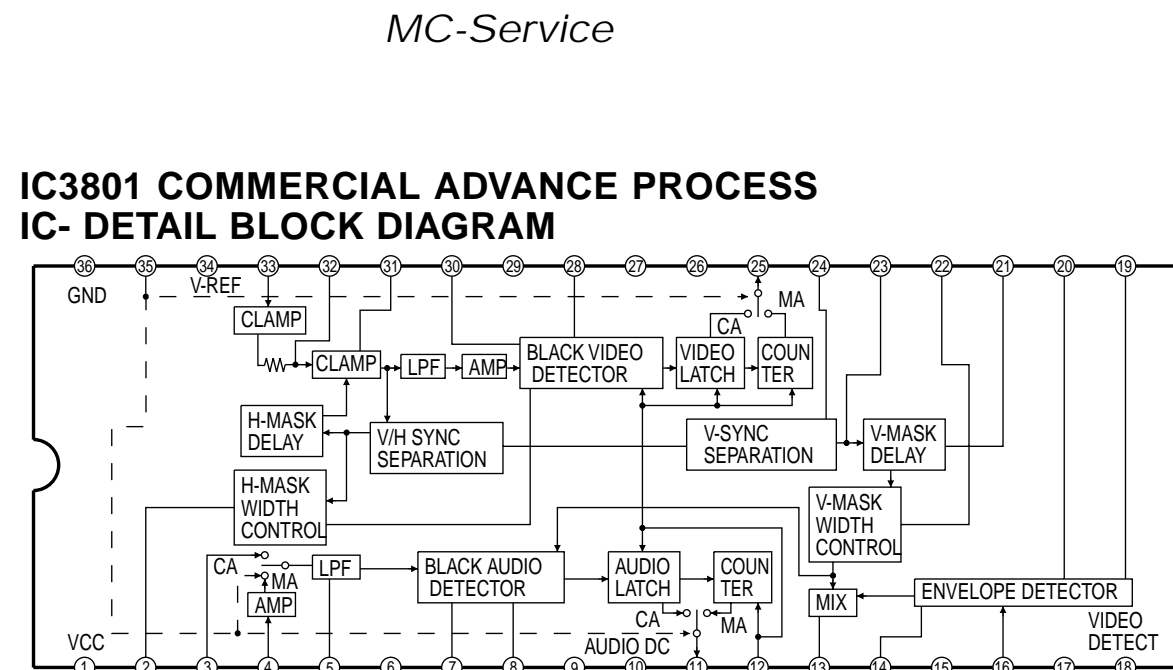 MC-Service
IC3801 COMMERCIAL ADVANCE PROCESS
IC- DETAIL BLOCK DIAGRAM
36 35 34 33 32 31 30 29 28 27 26 25 24 23 22 21 20 19
GND
V-REF
MA
CLAMP
CA
CLAMP
LPF
AMP
BLACK VIDEO
DETECTOR
VIDEO
LATCH
COUN
TER
H-MASK
DELAY
V/H SYNC
SEPARATION
V-SYNC
SEPARATION
V-MASK
DELAY
H-MASK
WIDTH
CONTROL
V-MASK
WIDTH
CONTROL
CA
MA
LPF
AMP
BLACK AUDIO
DETECTOR
AUDIO
LATCH
COUN
TER
MIX
ENVELOPE DETECTOR
CA
MA
VIDEO
DETECT
VCC
AUDIO DC
1 2 3 4 5 6 7 8 9 10 11 12 13 14 15 16 17 18